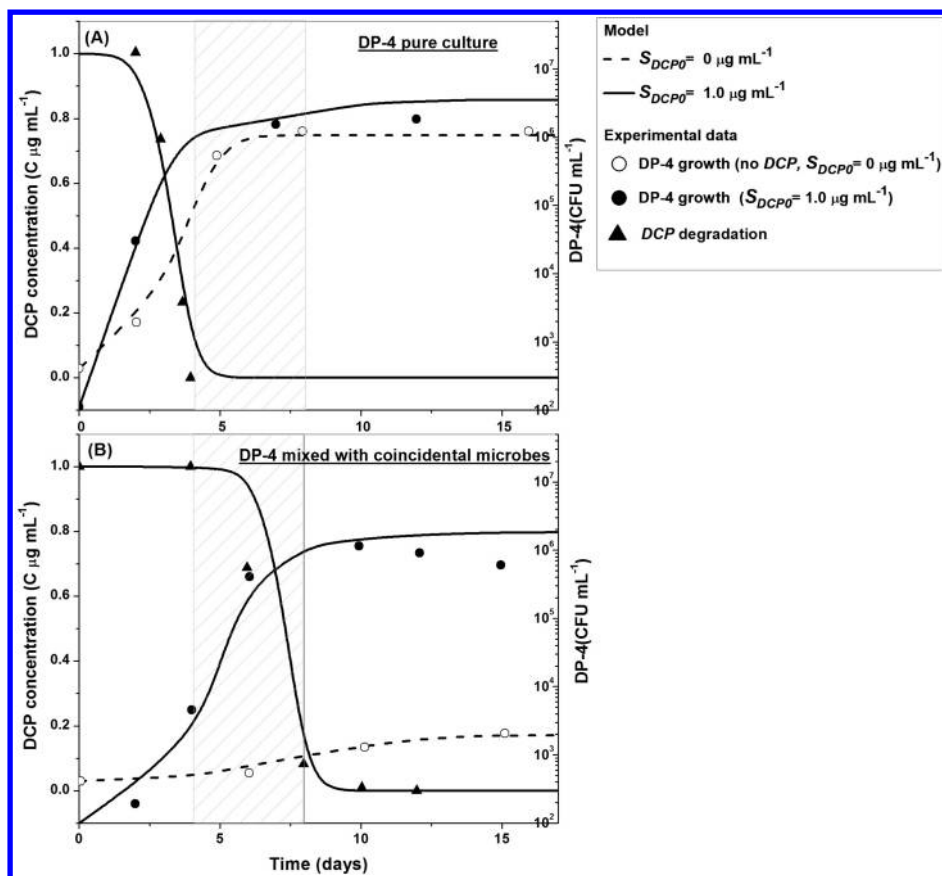 (A)
DP-4 pure culture
DCP concentration (C μg mL⁻¹)
1.0
0.8
0.6
0.4
0.2
0.0
10⁷
10⁶
10⁵
10⁴
10³
10²
DP-4(CFU mL⁻¹)
0 5 10 15
(B)
DP-4 mixed with coincidental microbes
DCP concentration (C μg mL⁻¹)
1.0
0.8
0.6
0.4
0.2
0.0
10⁷
10⁶
10⁵
10⁴
10³
10²
DP-4(CFU mL⁻¹)
0 5 10 15
Time (days)
Model
S_DCP0= 0 μg mL⁻¹
S_DCP0= 1.0 μg mL⁻¹
Experimental data
DP-4 growth (no DCP, S_DCP0= 0 μg mL⁻¹)
DP-4 growth (S_DCP0= 1.0 μg mL⁻¹)
DCP degradation